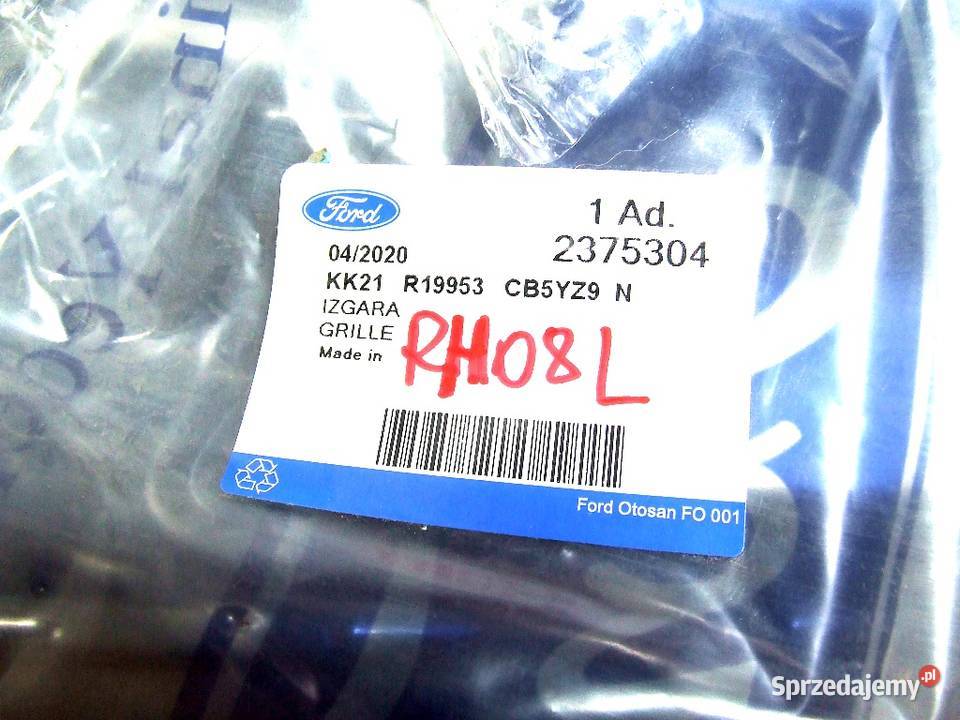 Ford
1 Ad.
04/2020
2375304
KK21 R19953 CB5YZ9 N
IZGARA
GRILLE
Made in
RH08L
Ford Otosan FO 001
Sprzedajemy.pl